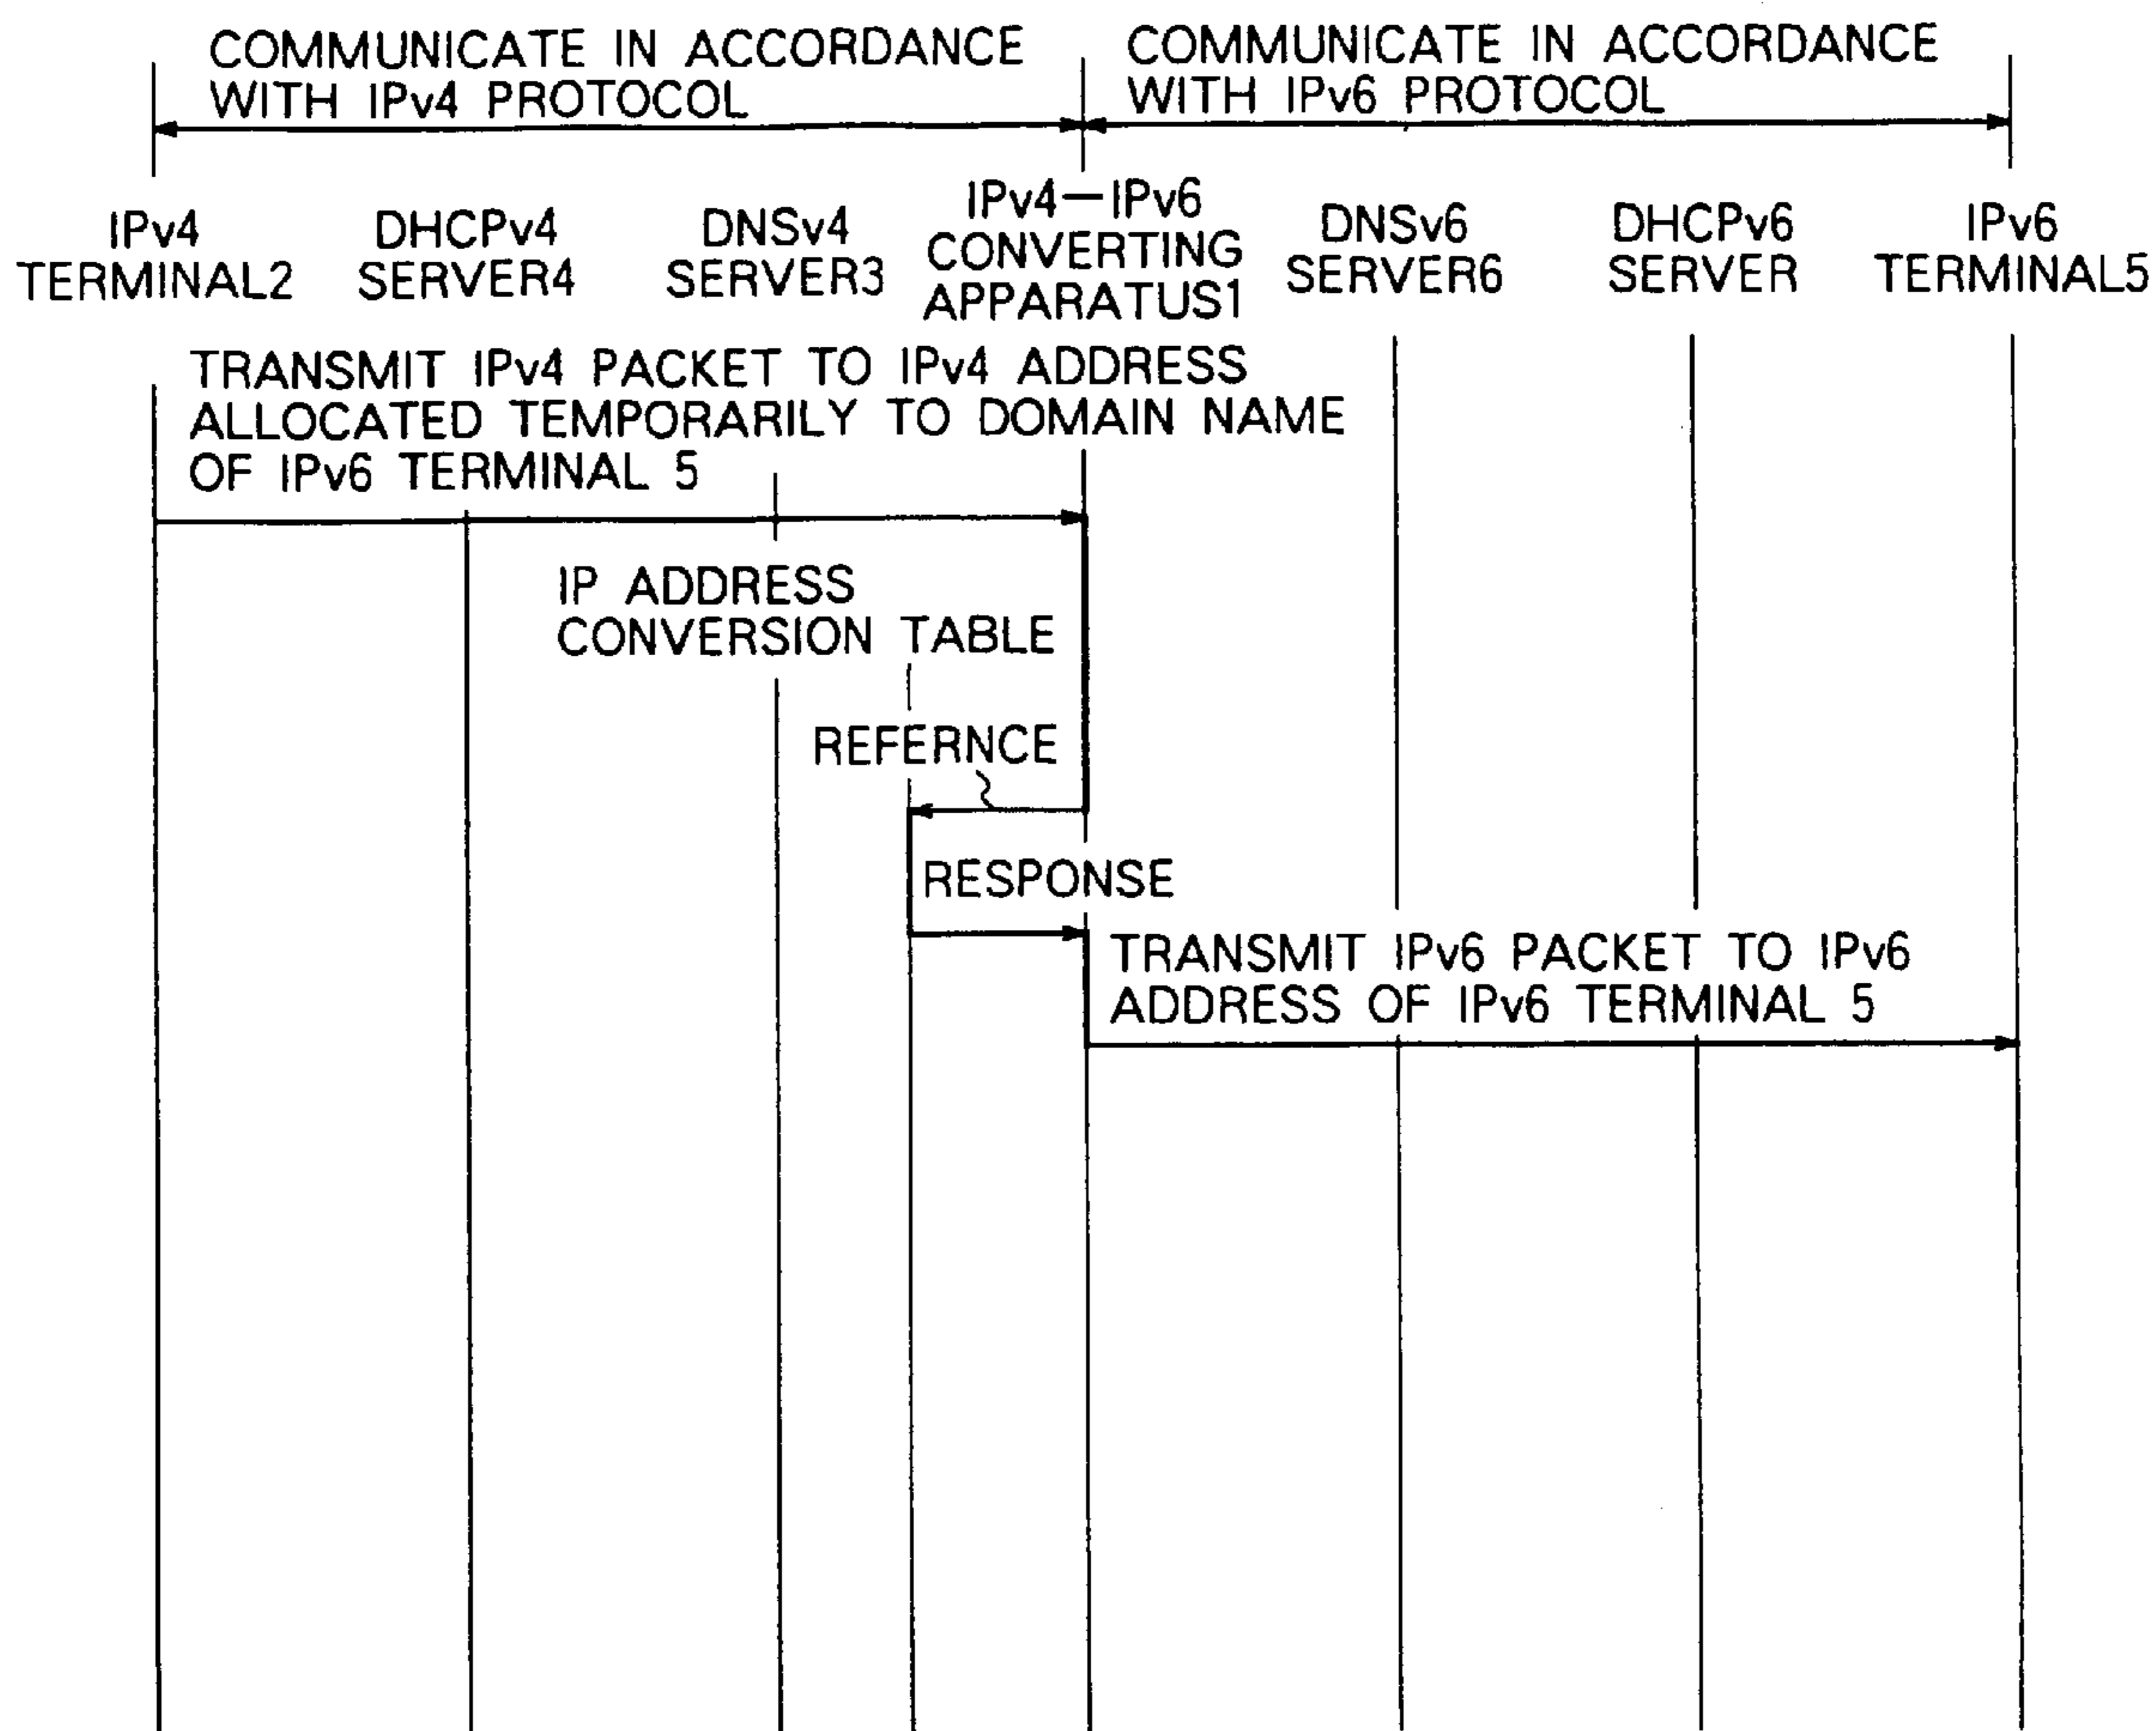 COMMUNICATE IN ACCORDANCE
WITH IPv4 PROTOCOL
COMMUNICATE IN ACCORDANCE
WITH IPv6 PROTOCOL
IPv4
TERMINAL2
DHCPv4
SERVER4
DNSv4
SERVER3
IPv4-IPv6
CONVERTING
APPARATUS1
DNSv6
SERVER6
DHCPv6
SERVER
IPv6
TERMINAL5
TRANSMIT IPv4 PACKET TO IPv4 ADDRESS
ALLOCATED TEMPORARILY TO DOMAIN NAME
OF IPv6 TERMINAL 5
IP ADDRESS
CONVERSION TABLE
REFERNCE
RESPONSE
TRANSMIT IPv6 PACKET TO IPv6
ADDRESS OF IPv6 TERMINAL 5